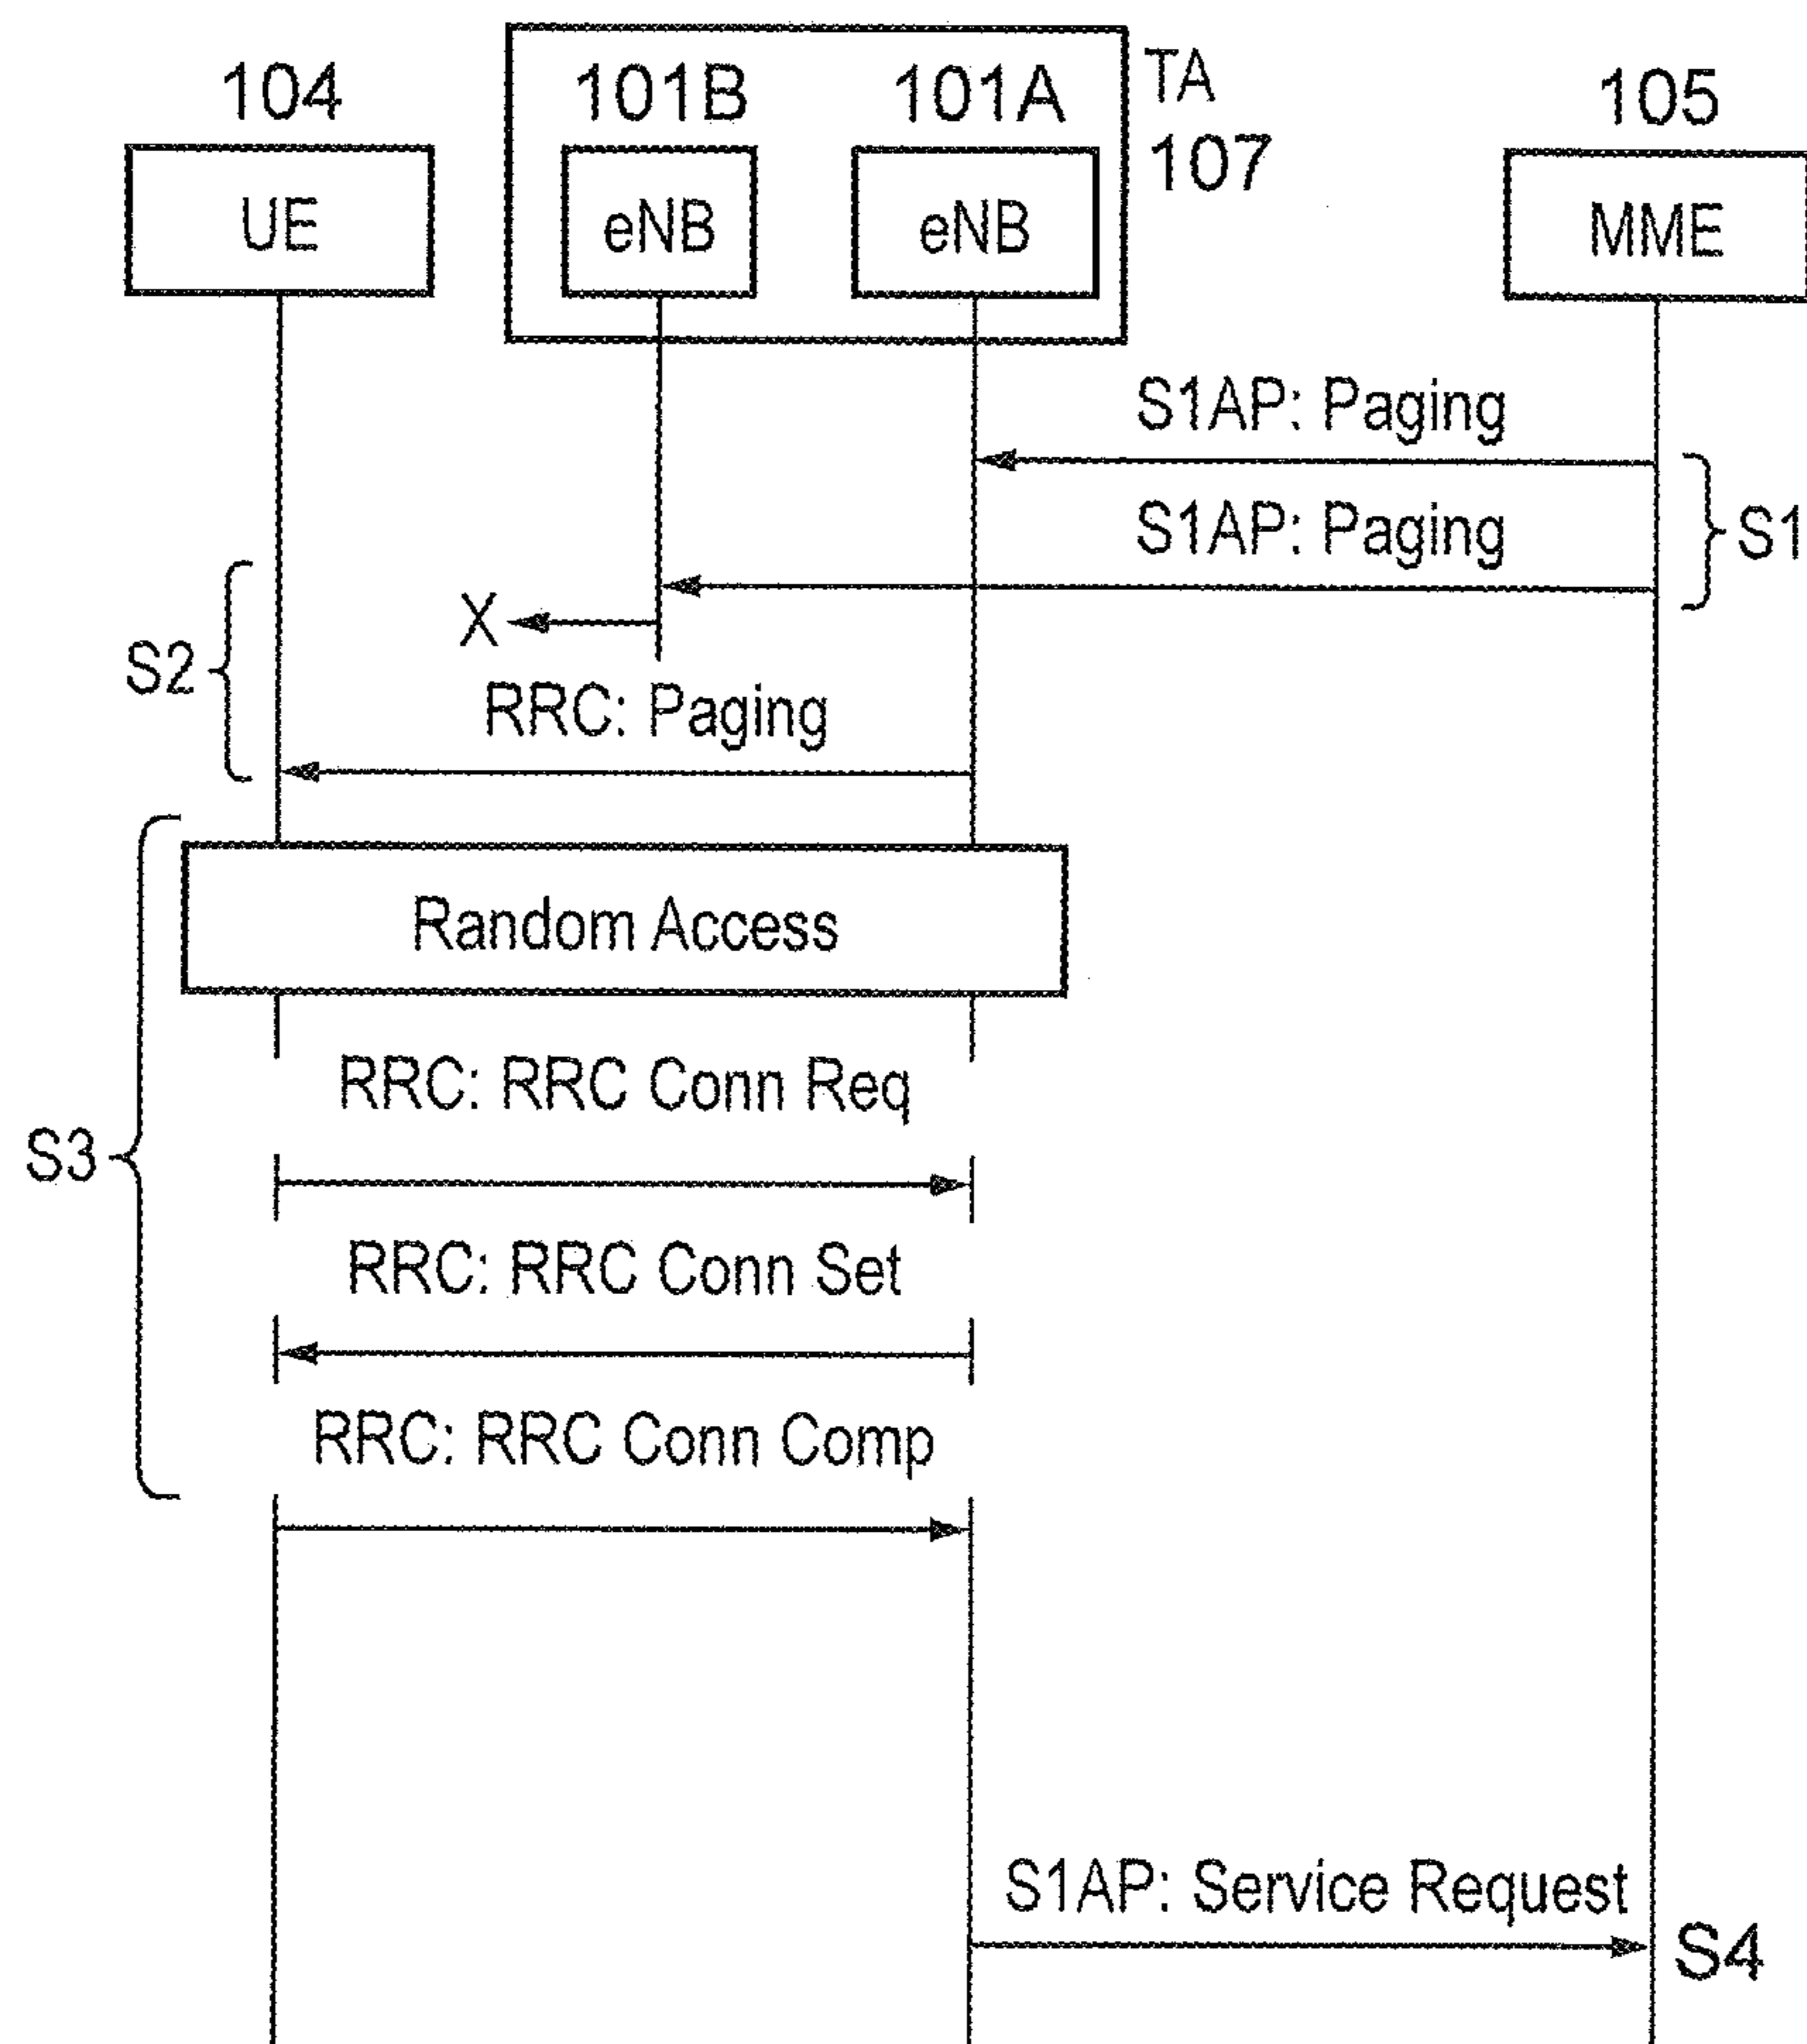 104
101B
101A
TA
107
105
UE
eNB
eNB
MME
S1AP: Paging
S1AP: Paging
S1
X
S2
RRC: Paging
Random Access
RRC: RRC Conn Req
S3
RRC: RRC Conn Set
RRC: RRC Conn Comp
S1AP: Service Request
S4